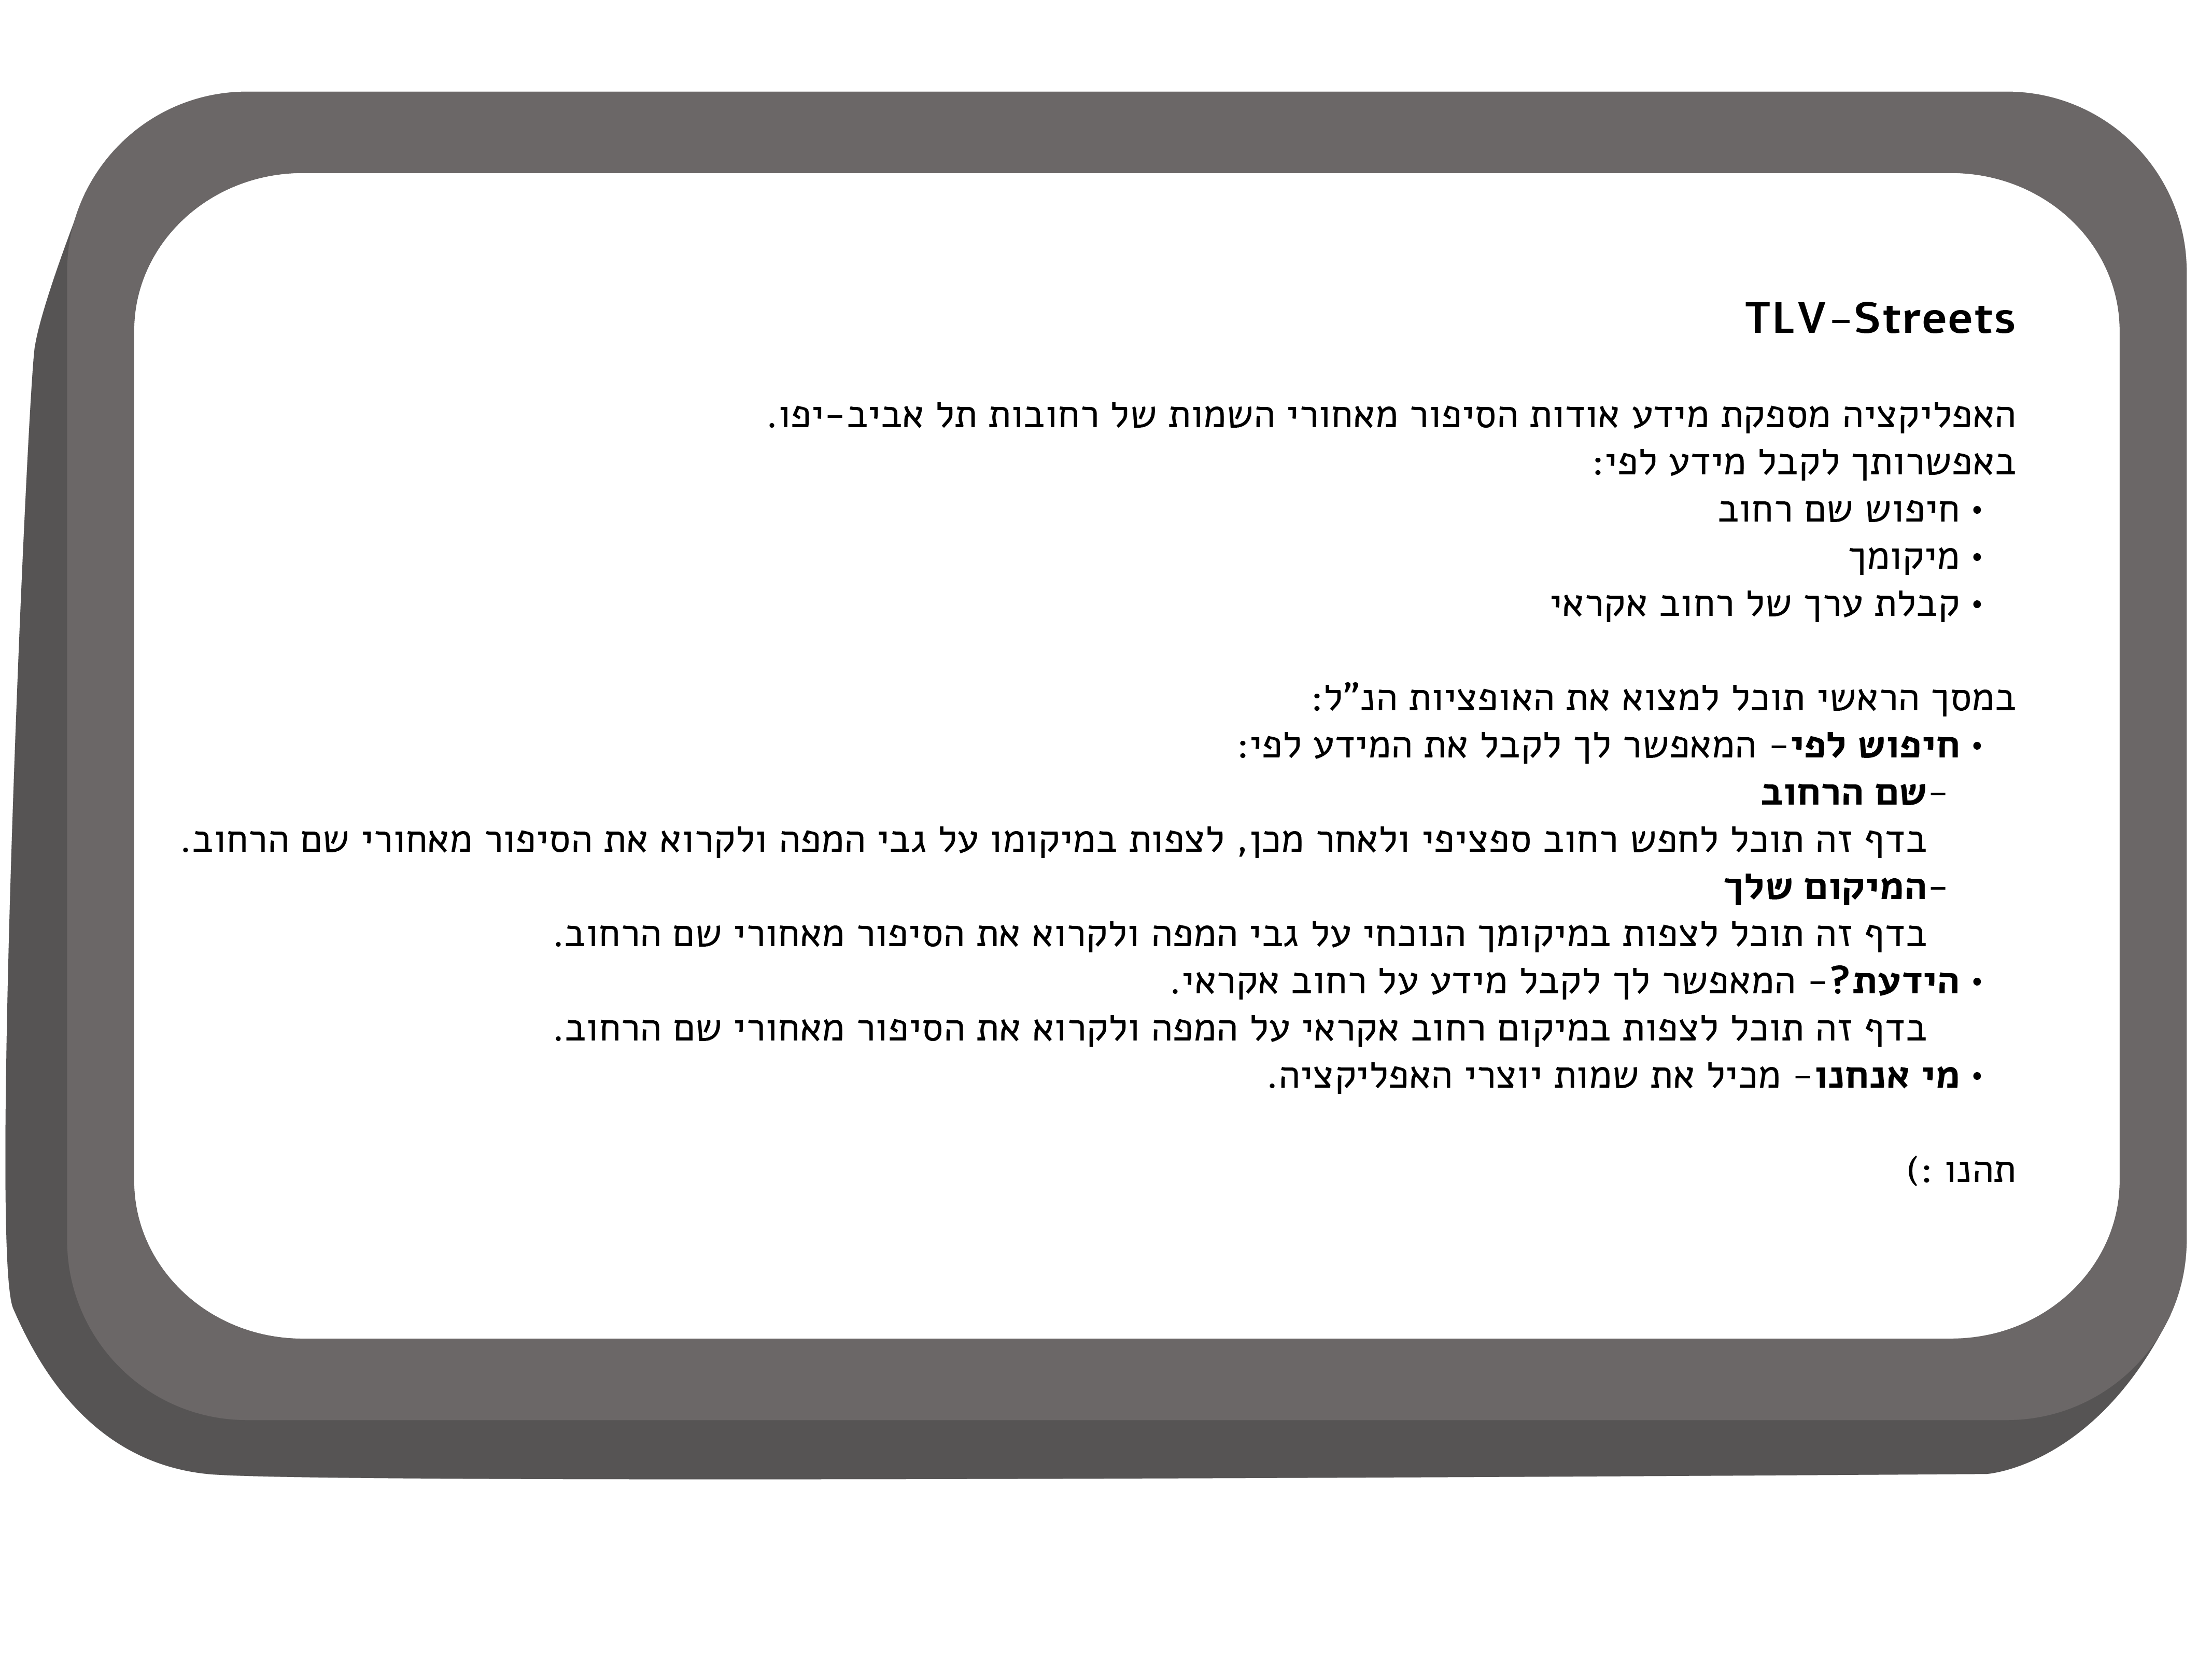 TLV-Streets
האפליקציה מספקת מידע אודות הסיפור מאחורי השמות של רחובות תל אביב-יפו.
באפשרותך לקבל מידע לפי:
• חיפוש שם רחוב
• מיקומך
• קבלת ערך של רחוב אקראי
במסך הראשי תוכל למצוא את האופציות הנ”ל:
• חיפוש לפי- המאפשר לך לקבל את המידע לפי:
-שם הרחוב
בדף זה תוכל לחפש רחוב ספציפי ולאחר מכן, לצפות במיקומו על גבי המפה ולקרוא את הסיפור מאחורי שם הרחוב.
-המיקום שלך
בדף זה תוכל לצפות במיקומך הנוכחי על גבי המפה ולקרוא את הסיפור מאחורי שם הרחוב.
• הידעת?- המאפשר לך לקבל מידע על רחוב אקראי.
בדף זה תוכל לצפות במיקום רחוב אקראי על המפה ולקרוא את הסיפור מאחורי שם הרחוב.
• מי אנחנו- מכיל את שמות יוצרי האפליקציה.
תהנו :)